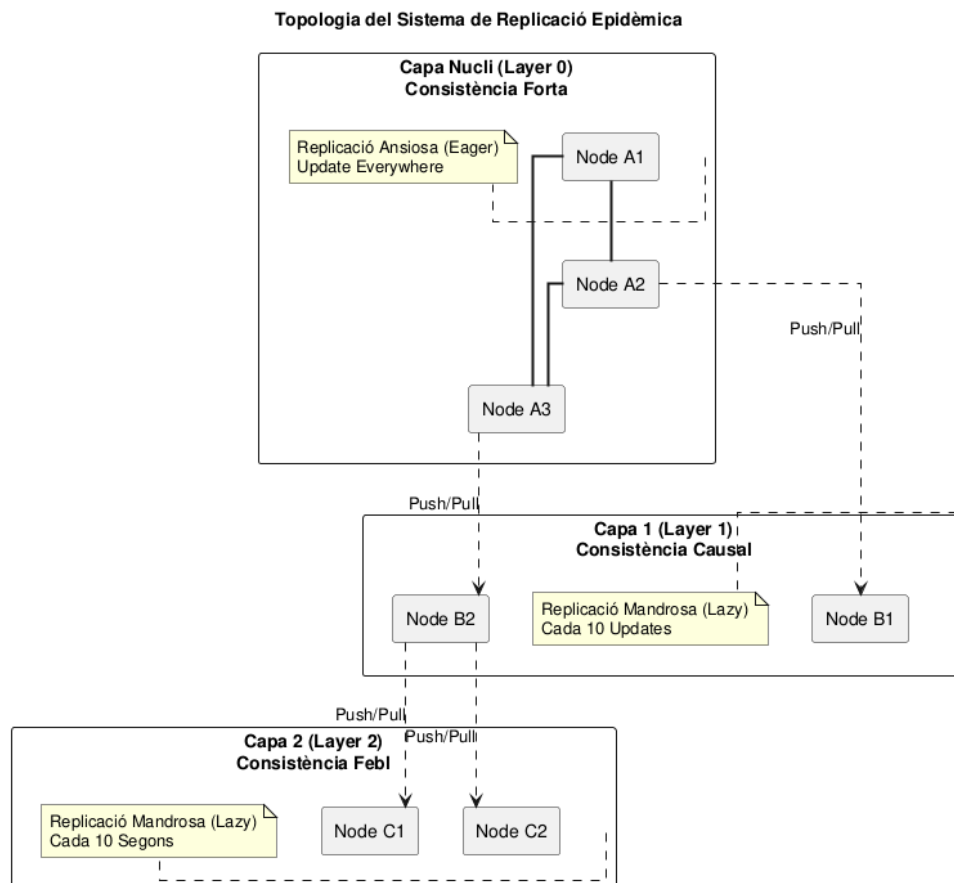 Topologia del Sistema de Replicació Epidèmica
Capa Nucli (Layer 0)
Consistència Forta
Replicació Ansiosa (Eager)
Update Everywhere
Node A1
Node A2
Push/Pull
Node A3
Push/Pull
Capa 1 (Layer 1)
Consistència Causal
Node B2
Replicació Mandrosa (Lazy)
Cada 10 Updates
Node B1
Push/Pull
Push/Pull
Capa 2 (Layer 2)
Consistència Febl
Replicació Mandrosa (Lazy)
Cada 10 Segons
Node C1
Node C2